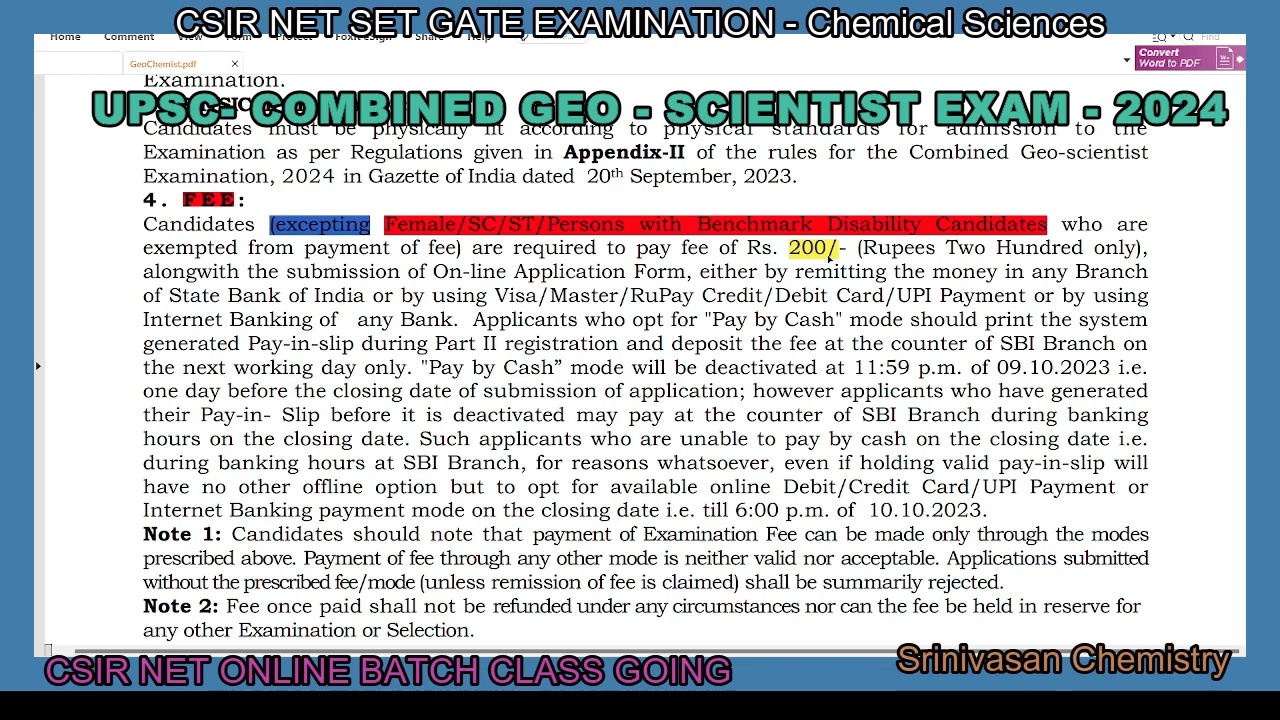 CSIR NET SET GATE EXAMINATION - Chemical Sciences
Home Comment View Form Protect Foxit eSign Share Help Find
GeoChemist.pdf
Convert
Word to PDF
Examination.
UPSC- COMBINED GEO - SCIENTIST EXAM - 2024
Candidates must be physically fit according to physical standards for admission to the
Examination as per Regulations given in Appendix-II of the rules for the Combined Geo-scientist
Examination, 2024 in Gazette of India dated 20th September, 2023.
4. FEE:
Candidates (excepting Female/SC/ST/Persons with Benchmark Disability Candidates who are
exempted from payment of fee) are required to pay fee of Rs. 200/- (Rupees Two Hundred only),
alongwith the submission of On-line Application Form, either by remitting the money in any Branch
of State Bank of India or by using Visa/Master/RuPay Credit/Debit Card/UPI Payment or by using
Internet Banking of any Bank. Applicants who opt for "Pay by Cash" mode should print the system
generated Pay-in-slip during Part II registration and deposit the fee at the counter of SBI Branch on
the next working day only. "Pay by Cash” mode will be deactivated at 11:59 p.m. of 09.10.2023 i.e.
one day before the closing date of submission of application; however applicants who have generated
their Pay-in- Slip before it is deactivated may pay at the counter of SBI Branch during banking
hours on the closing date. Such applicants who are unable to pay by cash on the closing date i.e.
during banking hours at SBI Branch, for reasons whatsoever, even if holding valid pay-in-slip will
have no other offline option but to opt for available online Debit/Credit Card/UPI Payment or
Internet Banking payment mode on the closing date i.e. till 6:00 p.m. of 10.10.2023.
Note 1: Candidates should note that payment of Examination Fee can be made only through the modes
prescribed above. Payment of fee through any other mode is neither valid nor acceptable. Applications submitted
without the prescribed fee/mode (unless remission of fee is claimed) shall be summarily rejected.
Note 2: Fee once paid shall not be refunded under any circumstances nor can the fee be held in reserve for
any other Examination or Selection.
CSIR NET ONLINE BATCH CLASS GOING
Srinivasan Chemistry